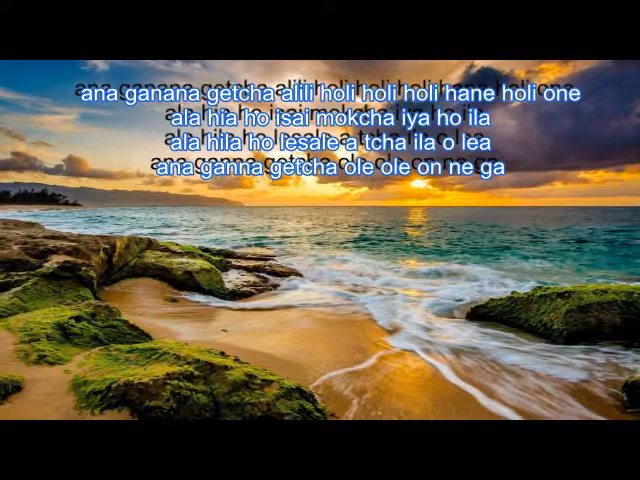 ana ganana getcha alili holi holi holi hane holi one
ala hia ho isai mokcha iya ho ila
ala hila ho lesale a tcha ila o lea
ana ganna getcha ole ole on ne ga